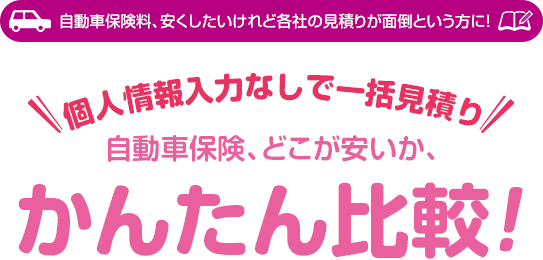 自動車保険料、安くしたいけれど各社の見積りが面倒という方に!
個人情報入力なしで一括見積り
自動車保険、どこが安いか、
かんたん比較!